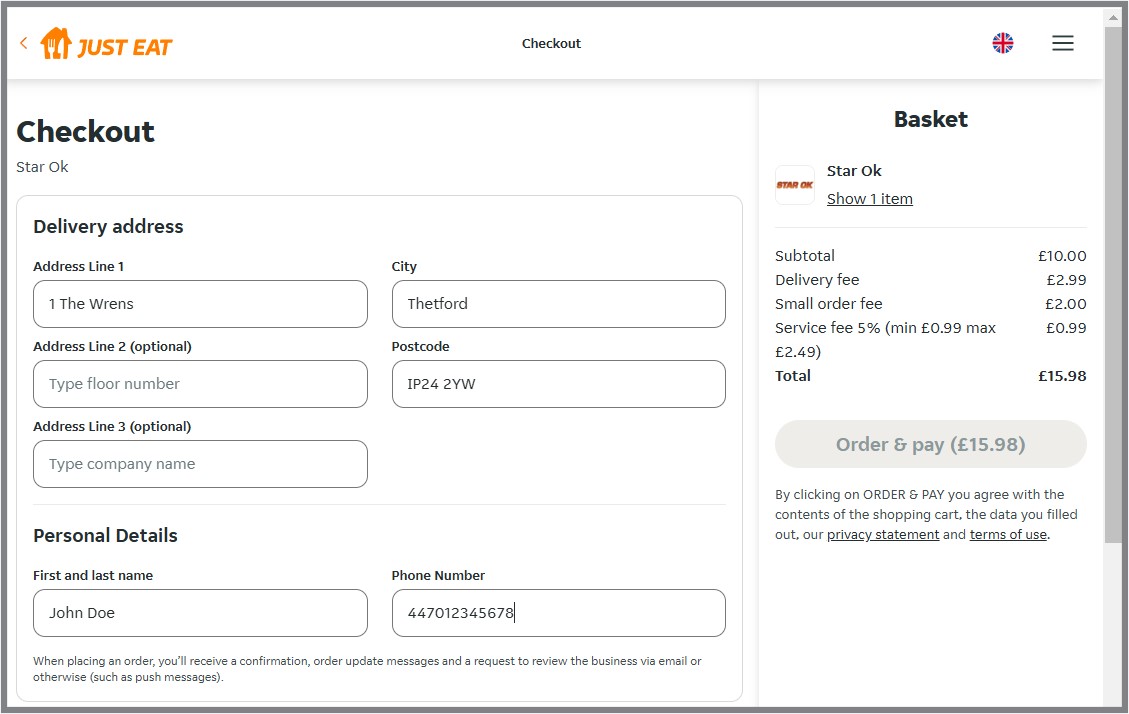 JUST EAT
Checkout
Checkout
Star Ok
Delivery address
Address Line 1
City
1 The Wrens
Thetford
Address Line 2 (optional)
Postcode
Type floor number
IP24 2YW
Address Line 3 (optional)
Type company name
Personal Details
First and last name
Phone Number
John Doe
447012345678
When placing an order, you’ll receive a confirmation, order update messages and a request to review the business via email or
otherwise (such as push messages).
Basket
STAR OK
Star Ok
Show 1 item
Subtotal £10.00
Delivery fee £2.99
Small order fee £2.00
Service fee 5% (min £0.99 max £0.99
£2.49)
Total £15.98
Order & pay (£15.98)
By clicking on ORDER & PAY you agree with the
contents of the shopping cart, the data you filled
out, our privacy statement and terms of use.